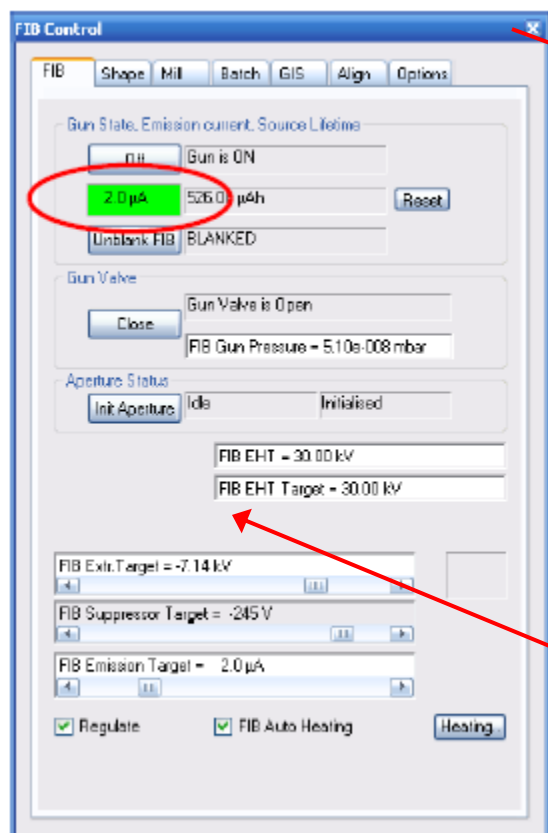 FIB Control
FIB Shape Mill Batch GIS Align Options
Gun State, Emission current, Source Lifetime
Off Gun is ON
2.0 µA µAh Reset
Unblank FIB BLANKED
Gun Valve
Gun Valve is Open
Close
FIB Gun Pressure = 5.10e-008 mbar
Aperture Status
Init Aperture Idle Initialised
FIB EHT = 30.00 kV
FIB EHT Target = 30.00 kV
FIB Extr.Target = -7.14 kV
FIB Suppressor Target = -245 V
FIB Emission Target = 2.0 µA
Regulate FIB Auto Heating Heating..